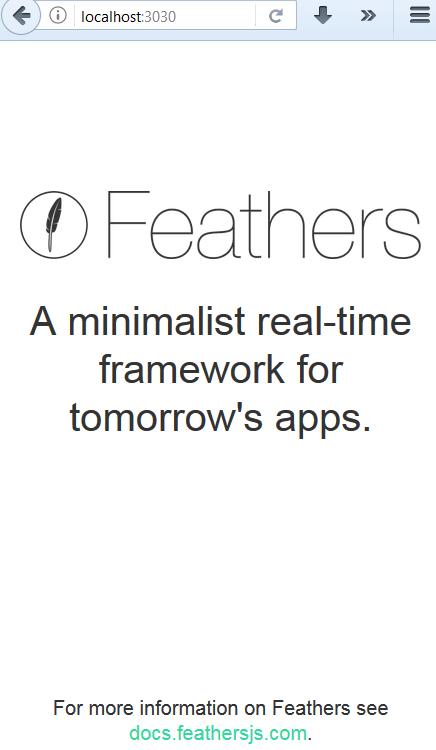 localhost:3030
Feathers
A minimalist real-time
framework for
tomorrow's apps.
For more information on Feathers see
docs.feathersjs.com.